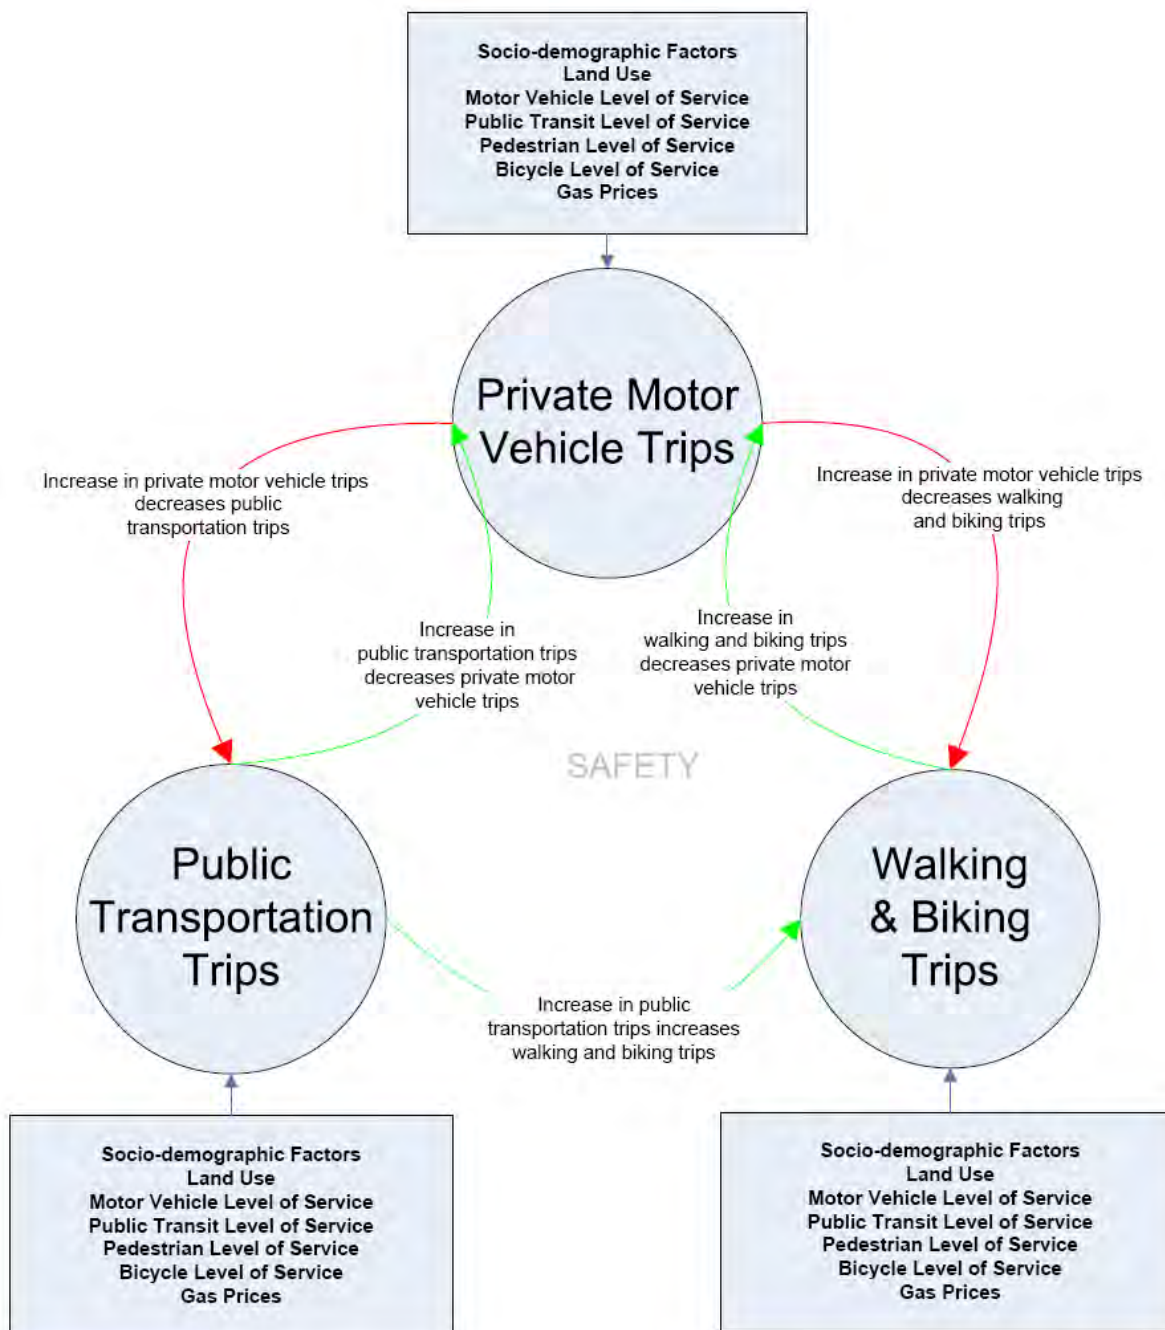 Socio-demographic Factors
Land Use
Motor Vehicle Level of Service
Public Transit Level of Service
Pedestrian Level of Service
Bicycle Level of Service
Gas Prices
Private Motor
Vehicle Trips
Increase in private motor vehicle trips
decreases public
transportation trips
Increase in private motor vehicle trips
decreases walking
and biking trips
Increase in
public transportation trips
decreases private motor
vehicle trips
Increase in
walking and biking trips
decreases private motor
vehicle trips
SAFETY
Public
Transportation
Trips
Walking
& Biking
Trips
Increase in public
transportation trips increases
walking and biking trips
Socio-demographic Factors
Land Use
Motor Vehicle Level of Service
Public Transit Level of Service
Pedestrian Level of Service
Bicycle Level of Service
Gas Prices
Socio-demographic Factors
Land Use
Motor Vehicle Level of Service
Public Transit Level of Service
Pedestrian Level of Service
Bicycle Level of Service
Gas Prices